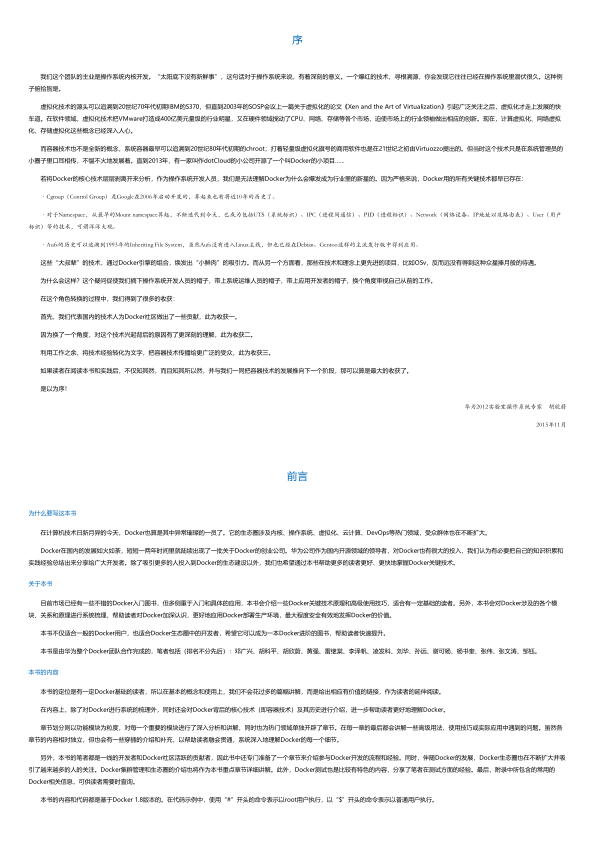 序
我们这个团队的主业是操作系统内核开发。“太阳底下没有新鲜事”，这句话对于操作系统来说，有着深刻的意义。一个爆红的技术，寻根溯源，你会发现它往往已经在操作系统里潜伏很久。这种例
子俯拾皆是。
虚拟化技术的源头可以追溯到20世纪70年代初期IBM的S370，但直到2003年的SOSP会议上一篇关于虚拟化的论文《Xen and the Art of Virtualization》引起广泛关注之后，虚拟化才走上发展的快
车道。在软件领域，虚拟化技术把VMware打造成400亿美元量级的行业明星，又在硬件领域搅动了CPU、网络、存储等各个市场，迫使市场上的行业领袖做出相应的创新。现在，计算虚拟化、网络虚拟
化、存储虚拟化这些概念已经深入人心。
而容器技术也不是全新的概念，系统容器最早可以追溯到20世纪80年代初期的chroot；打着轻量级虚拟化旗号的商用软件也是在21世纪之初由Virtuozzo提出的。但当时这个技术只是在系统管理员的
小圈子里口耳相传，不愠不火地发展着。直到2013年，有一家叫作dotCloud的小公司开源了一个叫Docker的小项目……
若将Docker的核心技术层层剥离开来分析，作为操作系统开发人员，我们是无法理解Docker为什么会爆发成为行业里的新星的。因为严格来说，Docker用的所有关键技术都早已存在：
·Cgroup（Control Group）是Google在2006年启动开发的，算起来也有将近10年的历史了。
·对于Namespace，从最早的Mount namespace算起，不断迭代到今天，已成为包括UTS（系统标识）、IPC（进程间通信）、PID（进程标识）、Network（网络设备、IP地址以及路由表）、User（用户
标识）等的技术，可谓洋洋大观。
·Aufs的历史可以追溯到1993年的Inheriting File System，虽然Aufs没有进入Linux主线，但也已经在Debian、Gentoo这样的主流发行版中得到应用。
这些“大叔辈”的技术，通过Docker引擎的组合，焕发出“小鲜肉”的吸引力。而从另一个方面看，那些在技术和理念上更先进的项目，比如OSv，反而远没有得到这种众星捧月般的待遇。
为什么会这样？这个疑问促使我们摘下操作系统开发人员的帽子，带上系统运维人员的帽子，带上应用开发者的帽子，换个角度审视自己从前的工作。
在这个角色转换的过程中，我们得到了很多的收获：
首先，我们代表国内的技术人为Docker社区做出了一些贡献，此为收获一。
因为换了一个角度，对这个技术兴起背后的原因有了更深刻的理解，此为收获二。
利用工作之余，将技术经验转化为文字，把容器技术传播给更广泛的受众，此为收获三。
如果读者在阅读本书和实践后，不仅知其然，而且知其所以然，并与我们一同把容器技术的发展推向下一个阶段，那可以算是最大的收获了。
是以为序！
华为2012实验室操作系统专家　胡欣蔚
2015年11月
前言
为什么要写这本书
在计算机技术日新月异的今天，Docker也算是其中异常璀璨的一员了。它的生态圈涉及内核、操作系统、虚拟化、云计算、DevOps等热门领域，受众群体也在不断扩大。
Docker在国内的发展如火如荼，短短一两年时间里就陆续出现了一批关于Docker的创业公司。华为公司作为国内开源领域的领导者，对Docker也有很大的投入，我们认为有必要把自己的知识积累和
实践经验总结出来分享给广大开发者。除了吸引更多的人投入到Docker的生态建设以外，我们也希望通过本书帮助更多的读者更好、更快地掌握Docker关键技术。
关于本书
目前市场已经有一些不错的Docker入门图书，但多侧重于入门和具体的应用，本书会介绍一些Docker关键技术原理和高级使用技巧，适合有一定基础的读者。另外，本书会对Docker涉及的各个模
块、关系和原理进行系统梳理，帮助读者对Docker加深认识，更好地应用Docker部署生产环境，最大程度安全有效地发挥Docker的价值。
本书不仅适合一般的Docker用户，也适合Docker生态圈中的开发者，希望它可以成为一本Docker进阶的图书，帮助读者快速提升。
本书是由华为整个Docker团队合作完成的，笔者包括（排名不分先后）：邓广兴、胡科平、胡欣蔚、黄强、雷继棠、李泽帆、凌发科、刘华、孙远、谢可杨、杨书奎、张伟、张文涛、邹钰。
本书的内容
本书的定位是有一定Docker基础的读者，所以在基本的概念和使用上，我们不会花过多的篇幅讲解，而是给出相应有价值的链接，作为读者的延伸阅读。
在内容上，除了对Docker进行系统的梳理外，同时还会对Docker背后的核心技术（即容器技术）及其历史进行介绍，进一步帮助读者更好地理解Docker。
章节划分则以功能模块为粒度，对每一个重要的模块进行了深入分析和讲解，同时也为热门领域单独开辟了章节。在每一章的最后都会讲解一些高级用法、使用技巧或实际应用中遇到的问题。虽然各
章节的内容相对独立，但也会有一些穿插的介绍和补充，以帮助读者融会贯通，系统深入地理解Docker的每一个细节。
另外，本书的笔者都是一线的开发者和Docker社区活跃的贡献者，因此书中还专门准备了一个章节来介绍参与Docker开发的流程和经验。同时，伴随Docker的发展，Docker生态圈也在不断扩大并吸
引了越来越多的人的关注，Docker集群管理和生态圈的介绍也将作为本书重点章节详细讲解。此外，Docker测试也是比较有特色的内容，分享了笔者在测试方面的经验。最后，附录中所包含的常用的
Docker相关信息，可供读者需要时查询。
本书的内容和代码都是基于Docker 1.8版本的。在代码示例中，使用“#”开头的命令表示以root用户执行，以“$”开头的命令表示以普通用户执行。